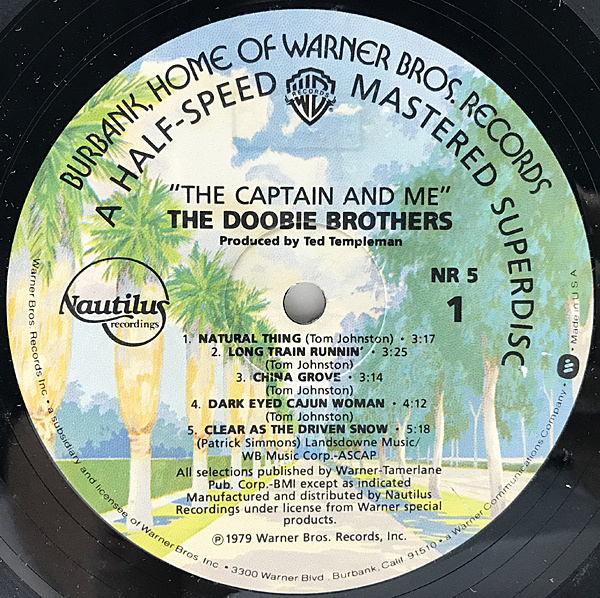 BURBANK, HOME OF WARNER BROS. RECORDS
A HALF-SPEED MASTERED SUPERDISC
WB
RECORDS
"THE CAPTAIN AND ME"
THE DOOBIE BROTHERS
Produced by Ted Templeman
Nautilus
recordings
NR 5
1
1. NATURAL THING (Tom Johnston) • 3:17
2. LONG TRAIN RUNNIN' • 3:25
(Tom Johnston)
3. CHINA GROVE • 3:14
(Tom Johnston)
4. DARK EYED CAJUN WOMAN • 4:12
(Tom Johnston)
5. CLEAR AS THE DRIVEN SNOW • 5:18
(Patrick Simmons) Landsdowne Music/
WB Music Corp.-ASCAP
All selections published by Warner-Tamerlane
Pub. Corp.-BMI except as indicated
Manufactured and distributed by Nautilus
Recordings under license from Warner special
products.
℗ 1979 Warner Bros. Records, Inc.
Warner Bros. Records Inc. • a subsidiary and licensee of Warner Bros. Inc. • 3300 Warner Blvd., Burbank, Calif. 91510 • a Warner Communications Company • Made in U.S.A.